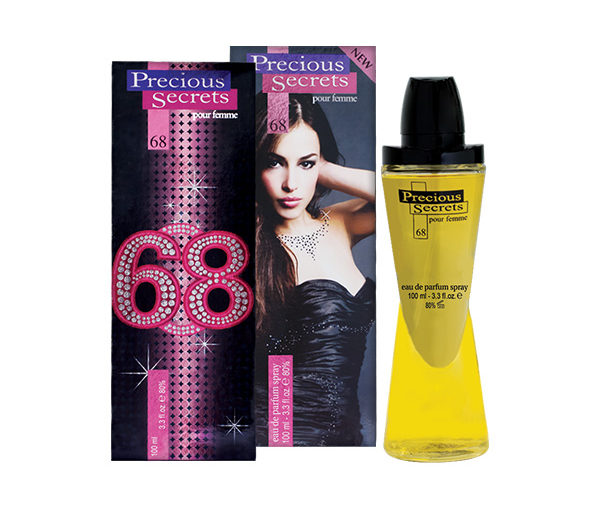 Precious
Secrets
pour femme
68
68
100 ml
3.3 fl oz ℮ 80%
NEW
Precious
Secrets
pour femme
68
eau de parfum spray
100 ml - 3.3 fl.oz. ℮ 80%
Precious
Secrets
pour femme
68
eau de parfum spray
100 ml - 3.3 fl.oz. ℮
80%